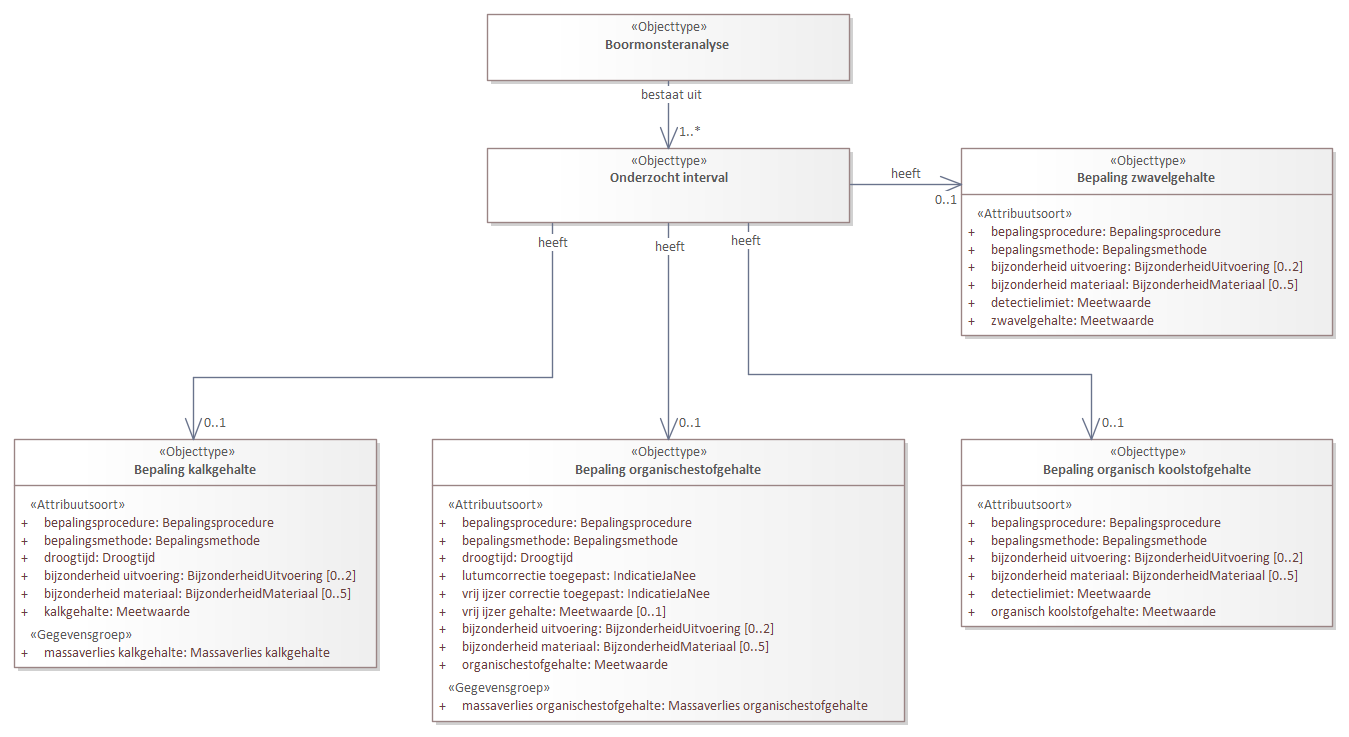 «Objecttype»
Boormonsteranalyse
bestaat uit
1..*
«Objecttype»
Onderzocht interval
heeft
0..1
«Objecttype»
Bepaling zwavelgehalte
«Attribuutsoort»
+ bepalingsprocedure: Bepalingsprocedure
+ bepalingsmethode: Bepalingsmethode
+ bijzonderheid uitvoering: BijzonderheidUitvoering [0..2]
+ bijzonderheid materiaal: BijzonderheidMateriaal [0..5]
+ detectielimiet: Meetwaarde
+ zwavelgehalte: Meetwaarde
heeft
heeft
heeft
0..1
0..1
0..1
«Objecttype»
Bepaling kalkgehalte
«Attribuutsoort»
+ bepalingsprocedure: Bepalingsprocedure
+ bepalingsmethode: Bepalingsmethode
+ droogtijd: Droogtijd
+ bijzonderheid uitvoering: BijzonderheidUitvoering [0..2]
+ bijzonderheid materiaal: BijzonderheidMateriaal [0..5]
+ kalkgehalte: Meetwaarde
«Gegevensgroep»
+ massaverlies kalkgehalte: Massaverlies kalkgehalte
«Objecttype»
Bepaling organischestofgehalte
«Attribuutsoort»
+ bepalingsprocedure: Bepalingsprocedure
+ bepalingsmethode: Bepalingsmethode
+ droogtijd: Droogtijd
+ lutumcorrectie toegepast: IndicatieJaNee
+ vrij ijzer correctie toegepast: IndicatieJaNee
+ vrij ijzer gehalte: Meetwaarde [0..1]
+ bijzonderheid uitvoering: BijzonderheidUitvoering [0..2]
+ bijzonderheid materiaal: BijzonderheidMateriaal [0..5]
+ organischestofgehalte: Meetwaarde
«Gegevensgroep»
+ massaverlies organischestofgehalte: Massaverlies organischestofgehalte
«Objecttype»
Bepaling organisch koolstofgehalte
«Attribuutsoort»
+ bepalingsprocedure: Bepalingsprocedure
+ bepalingsmethode: Bepalingsmethode
+ bijzonderheid uitvoering: BijzonderheidUitvoering [0..2]
+ bijzonderheid materiaal: BijzonderheidMateriaal [0..5]
+ detectielimiet: Meetwaarde
+ organisch koolstofgehalte: Meetwaarde